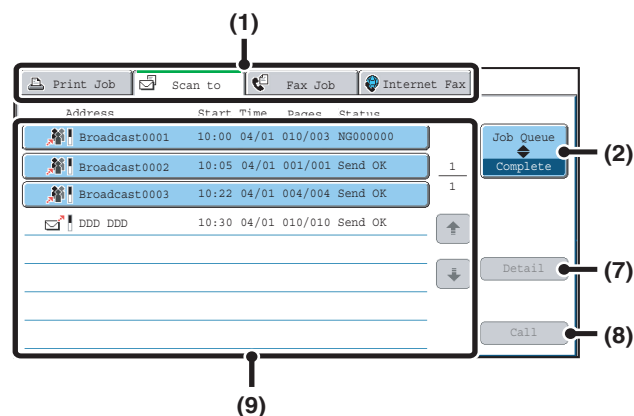 (1)
Print Job Scan to Fax Job Internet Fax
Address Start Time Pages Status
Broadcast0001 10:00 04/01 010/003 NG000000
Broadcast0002 10:05 04/01 001/001 Send OK
Broadcast0003 10:22 04/01 004/004 Send OK
DDD DDD 10:30 04/01 010/010 Send OK
1
1
Job Queue
Complete
(2)
Detail
(7)
Call
(8)
(9)